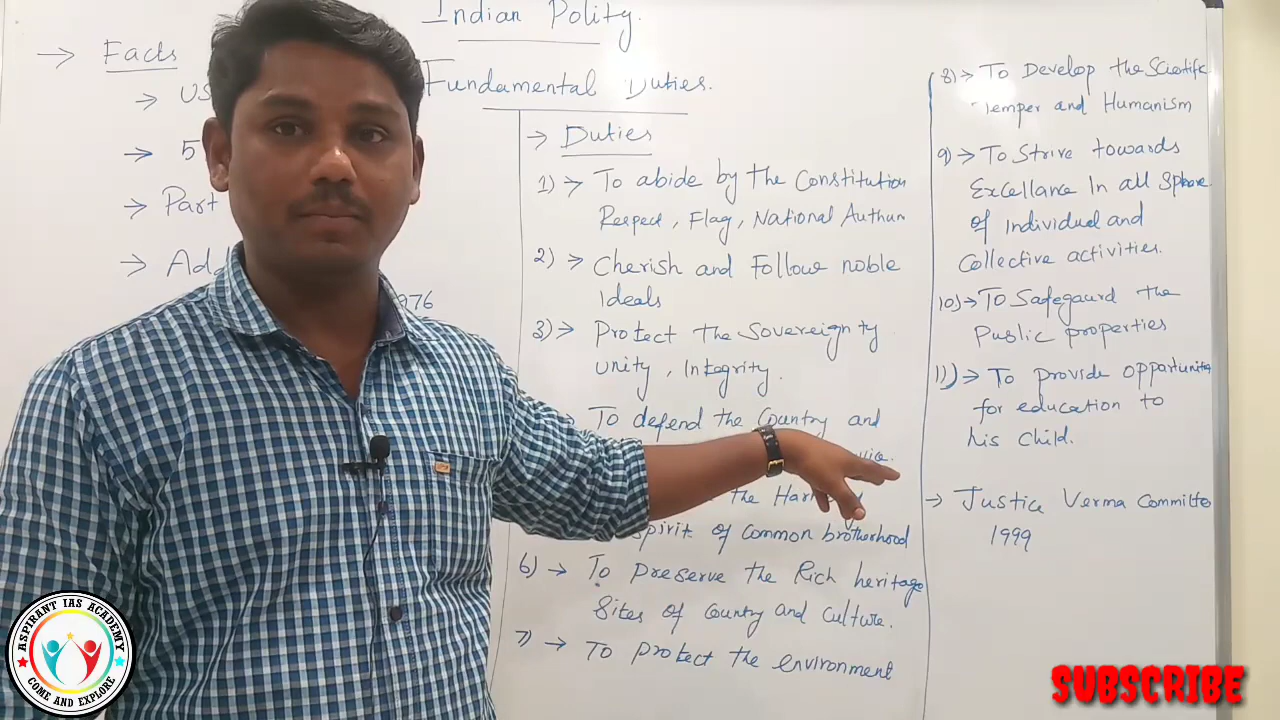 Indian Polity.
Fundamental Duties.
→ Facts
→ US
→ 5
→ Part
→ Add
1976
→ Duties
1) → To abide by the Constitution
Respect, Flag, National Anthum
2) → Cherish and Follow noble
Ideals
3) → Protect the Sovereignty
unity, Integrity.
→ To defend the Country and
the Harmony
spirit of Common brotherhood
6) → To preserve the Rich heritage
Sites of Country and Culture.
7) → To protect the environment
8) → To Develop the Scientific
Temper and Humanism
9) → To Strive towards
Excellance In all Sphere
of Individual and
Collective activities.
10) → To Safegaurd the
Public properties
11) → To provide opportunity
for education to
his child.
→ Justice Verma Committe
1999
ASPIRANT IAS ACADEMY
COME AND EXPLORE
SUBSCRIBE